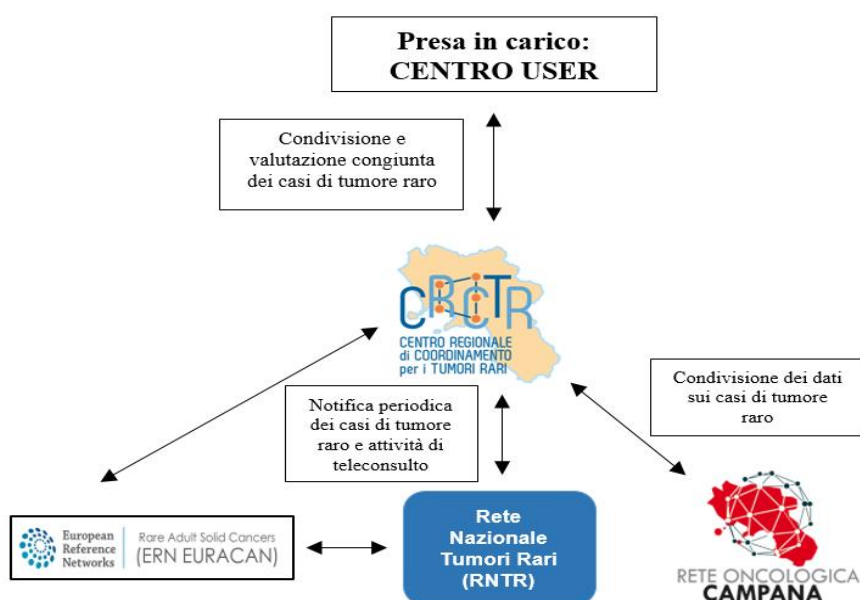 Presa in carico:
CENTRO USER
Condivisione e
valutazione congiunta
dei casi di tumore raro
CRCTR
CENTRO REGIONALE
di COORDINAMENTO
per i TUMORI RARI
Notifica periodica
dei casi di tumore
raro e attività di
teleconsulto
Condivisione dei dati
sui casi di tumore
raro
European
Reference
Networks
Rare Adult Solid Cancers
(ERN EURACAN)
Rete
Nazionale
Tumori Rari
(RNTR)
RETE ONCOLOGICA
CAMPANA